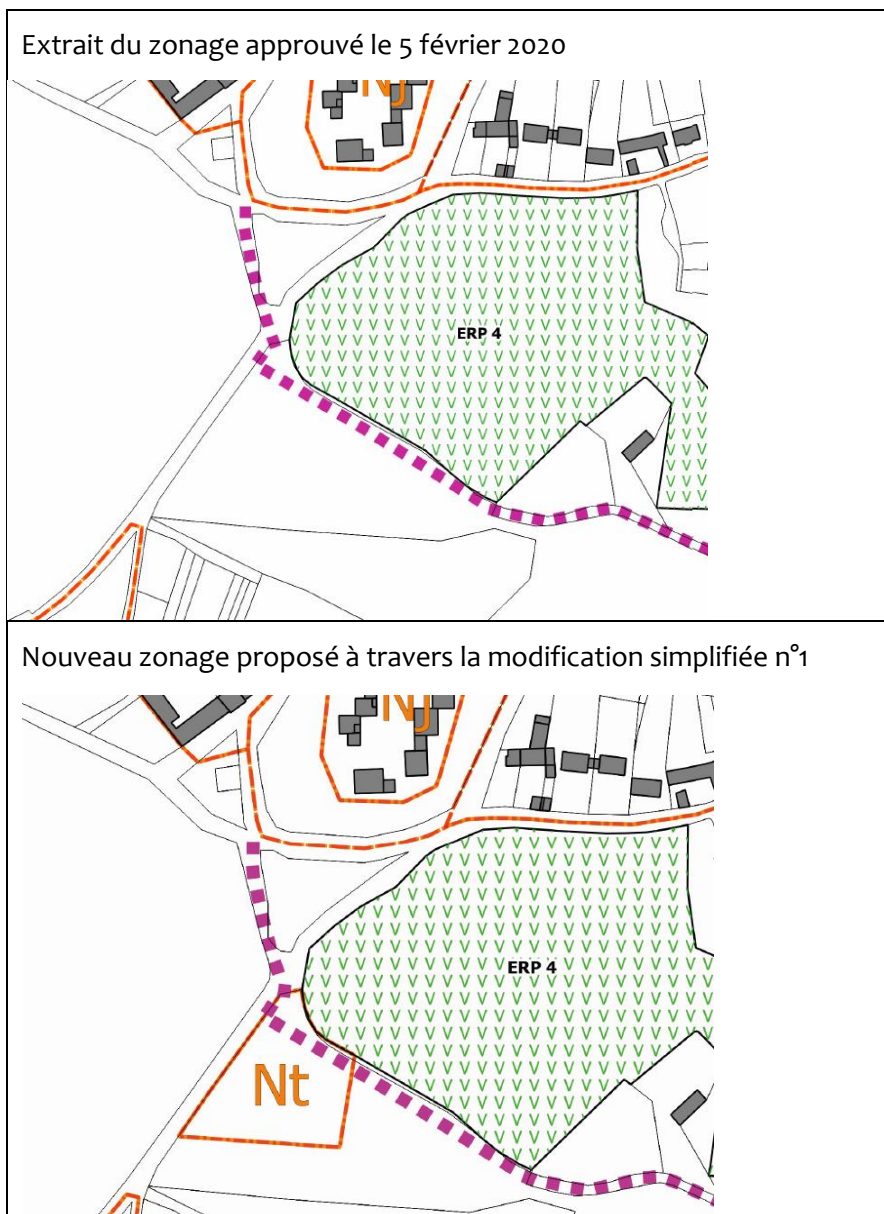 Extrait du zonage approuvé le 5 février 2020
Nj
ERP 4
Nouveau zonage proposé à travers la modification simplifiée n°1
Nj
ERP 4
Nt